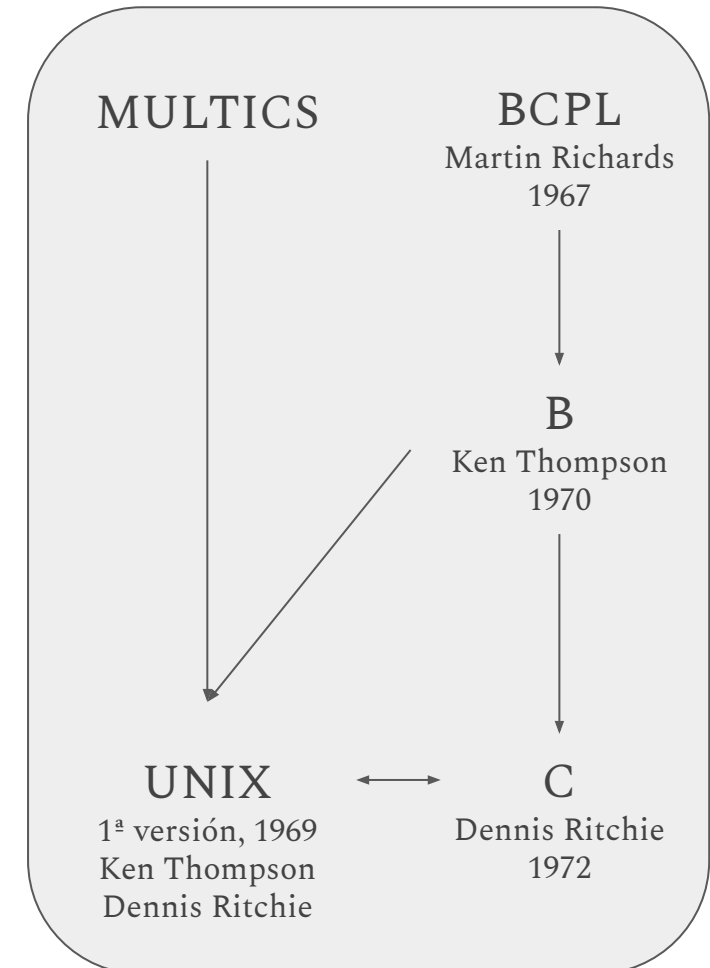 MULTICS
BCPL
Martin Richards
1967
B
Ken Thompson
1970
UNIX
1ª versión, 1969
Ken Thompson
Dennis Ritchie
C
Dennis Ritchie
1972